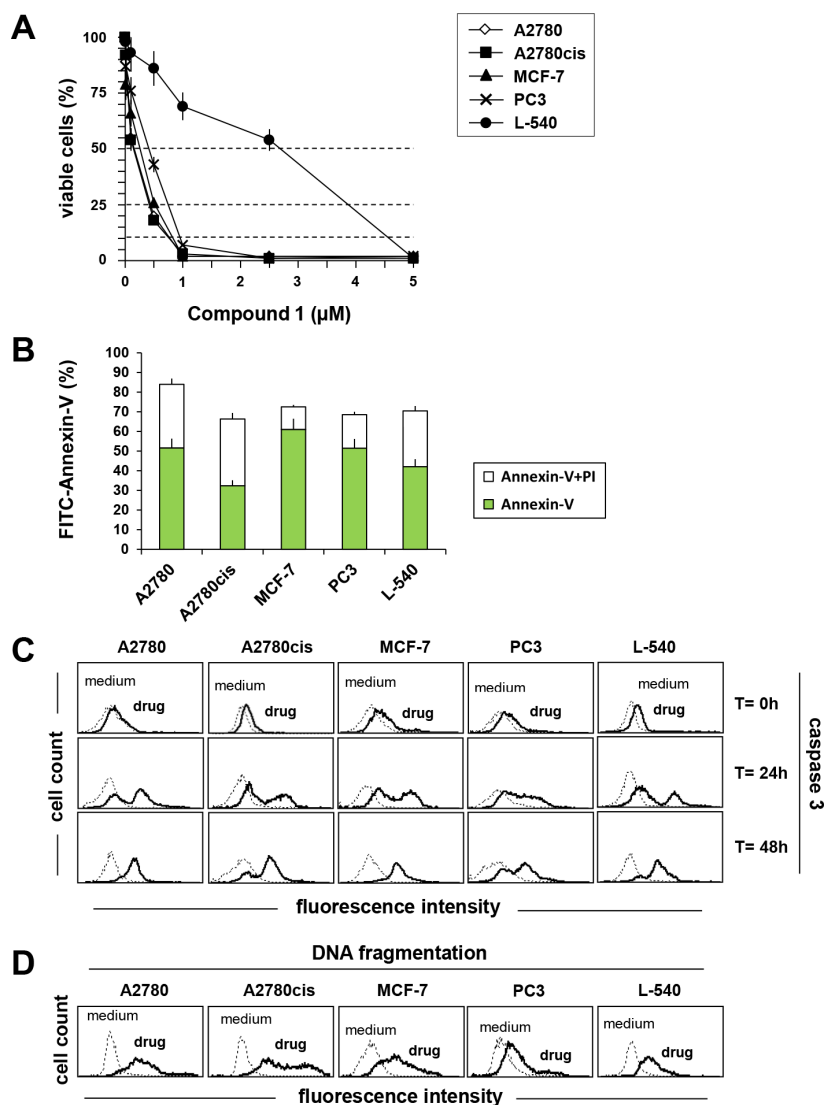 A
100
75
50
25
0
viable cells (%)
0 1 2 3 4 5
Compound 1 (µM)
A2780
A2780cis
MCF-7
PC3
L-540
B
100
90
80
70
60
50
40
30
20
10
0
FITC-Annexin-V (%)
A2780
A2780cis
MCF-7
PC3
L-540
Annexin-V+PI
Annexin-V
C
A2780 A2780cis MCF-7 PC3 L-540
medium medium medium medium medium
drug drug drug drug drug
T= 0h
T= 24h
T= 48h
caspase 3
cell count
fluorescence intensity
D
DNA fragmentation
A2780 A2780cis MCF-7 PC3 L-540
medium medium medium medium medium
drug drug drug drug drug
cell count
fluorescence intensity